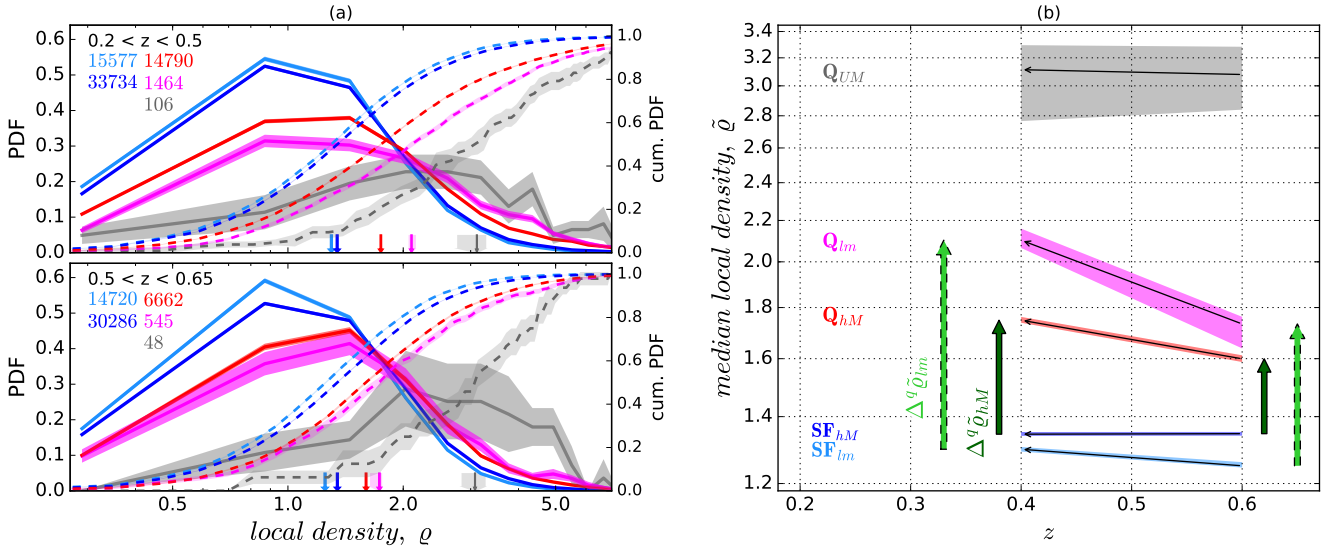 (a)
0.2 < z < 0.5
15577 14790
33734 1464
106
0.6
0.5
0.4
0.3
0.2
0.1
0.0
PDF
1.0
0.8
0.6
0.4
0.2
0.0
cum. PDF
0.5 < z < 0.65
14720 6662
30286 545
48
0.6
0.5
0.4
0.3
0.2
0.1
0.0
PDF
1.0
0.8
0.6
0.4
0.2
0.0
cum. PDF
0.5 1.0 2.0 5.0
local density, ϱ
(b)
3.4
3.2
3.0
2.8
2.6
2.4
2.2
2.0
1.8
1.6
1.4
1.2
median local density, ϱ̃
Q_UM
Q_lm
Q_hM
SF_hM
SF_lm
Δ^q ϱ̃_lm
Δ^q ϱ̃_hM
0.2 0.3 0.4 0.5 0.6
z